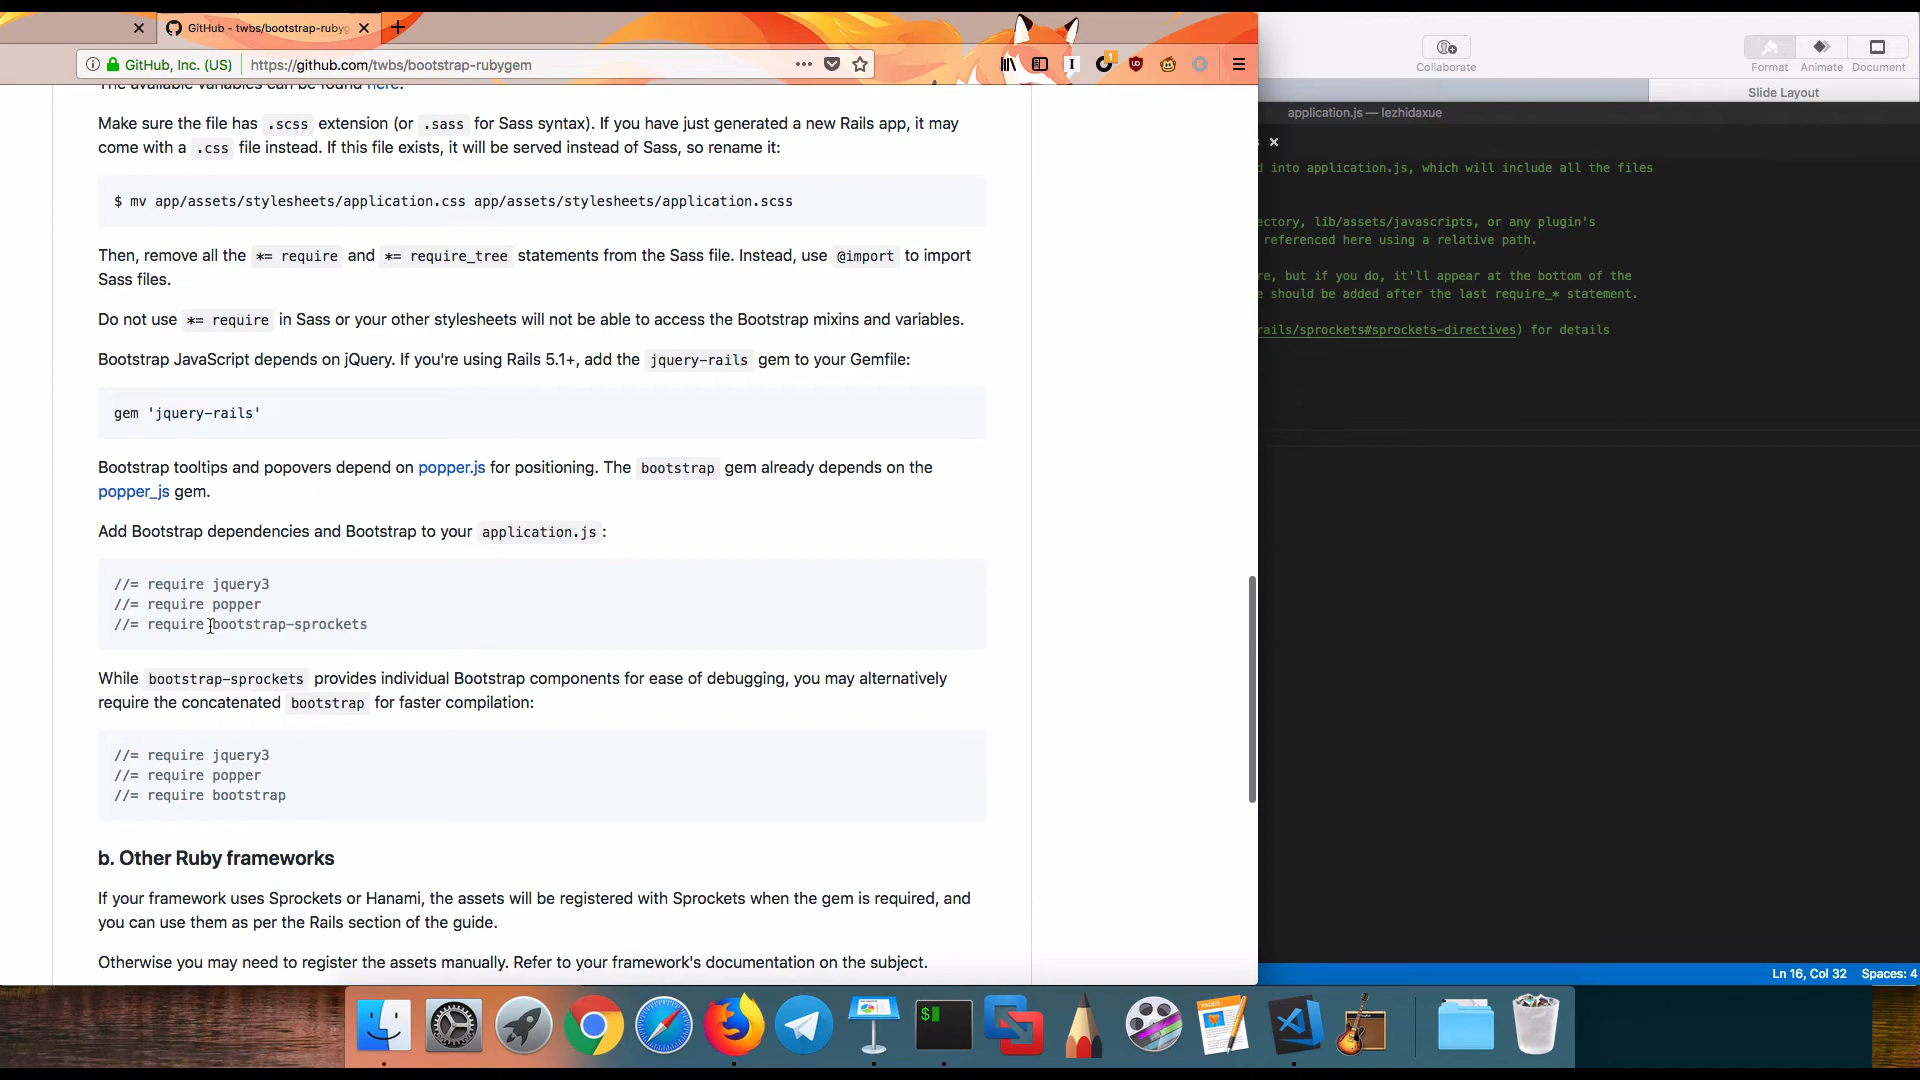 GitHub - twbs/bootstrap-rubyg
GitHub, Inc. (US)
https://github.com/twbs/bootstrap-rubygem
The available variables can be found here.
Make sure the file has .scss extension (or .sass for Sass syntax). If you have just generated a new Rails app, it may
come with a .css file instead. If this file exists, it will be served instead of Sass, so rename it:
$ mv app/assets/stylesheets/application.css app/assets/stylesheets/application.scss
Then, remove all the *= require and *= require_tree statements from the Sass file. Instead, use @import to import
Sass files.
Do not use *= require in Sass or your other stylesheets will not be able to access the Bootstrap mixins and variables.
Bootstrap JavaScript depends on jQuery. If you're using Rails 5.1+, add the jquery-rails gem to your Gemfile:
gem 'jquery-rails'
Bootstrap tooltips and popovers depend on popper.js for positioning. The bootstrap gem already depends on the
popper_js gem.
Add Bootstrap dependencies and Bootstrap to your application.js :
//= require jquery3
//= require popper
//= require bootstrap-sprockets
While bootstrap-sprockets provides individual Bootstrap components for ease of debugging, you may alternatively
require the concatenated bootstrap for faster compilation:
//= require jquery3
//= require popper
//= require bootstrap
b. Other Ruby frameworks
If your framework uses Sprockets or Hanami, the assets will be registered with Sprockets when the gem is required, and
you can use them as per the Rails section of the guide.
Otherwise you may need to register the assets manually. Refer to your framework's documentation on the subject.
Collaborate
Format Animate Document
Slide Layout
application.js — lezhidaxue
d into application.js, which will include all the files
ectory, lib/assets/javascripts, or any plugin's
referenced here using a relative path.
re, but if you do, it'll appear at the bottom of the
e should be added after the last require_* statement.
rails/sprockets#sprockets-directives) for details
Ln 16, Col 32 Spaces: 4
PAGES